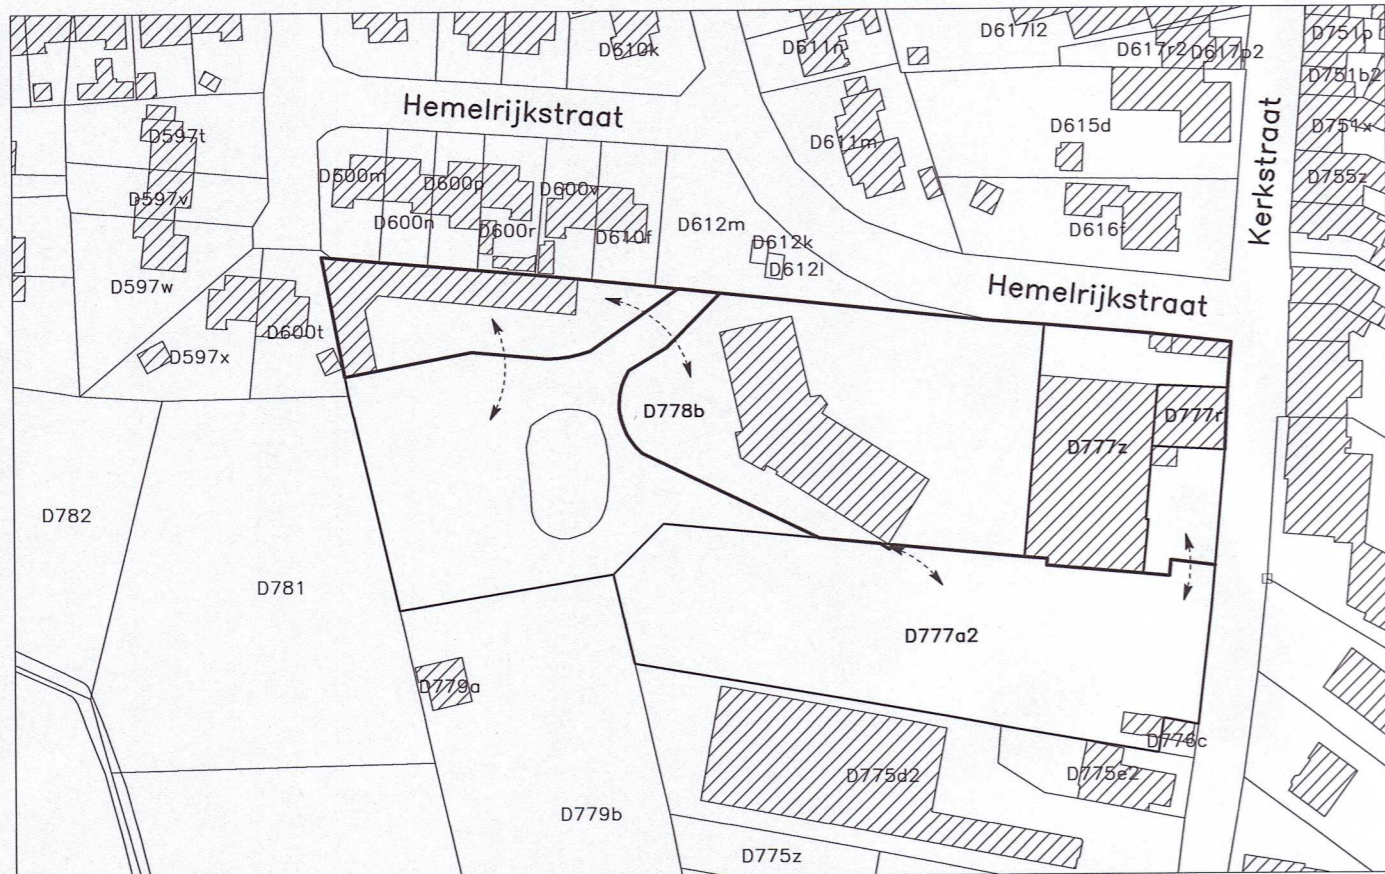 D610k
D611n
D617l2
D617r2
D617p2
D751p
D751b2
Hemelrijkstraat
D597t
D615d
D751x
D611m
Kerkstraat
D600m
D600p
D600v
D755z
D597v
D600n
D600r
D610f
D612m
D616f
D612k
D612l
D597w
Hemelrijkstraat
D600t
D597x
D778b
D777r
D777z
D782
D781
D777a2
D779a
D776c
D775d2
D775e2
D779b
D775z